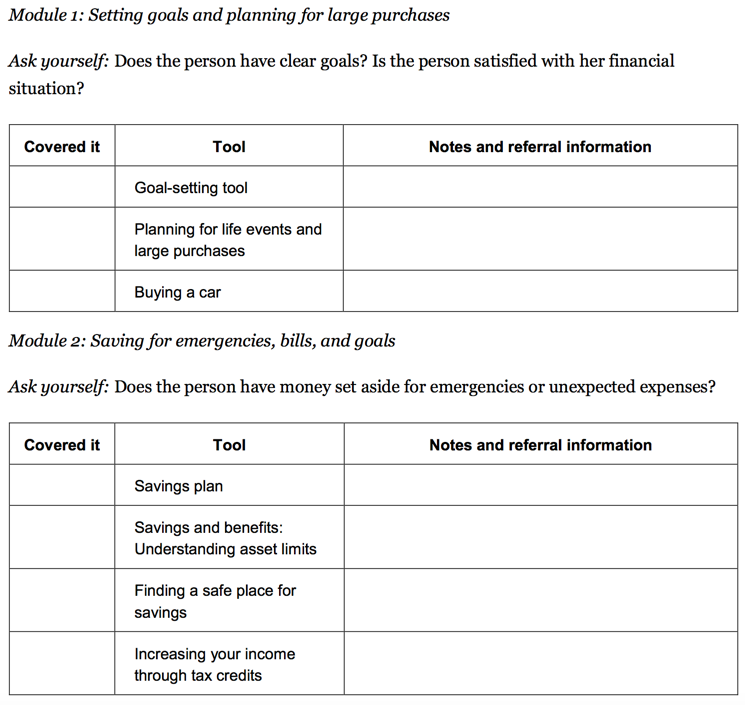 Module 1: Setting goals and planning for large purchases
Ask yourself: Does the person have clear goals? Is the person satisfied with her financial
situation?
Covered it Tool Notes and referral information
Goal-setting tool
Planning for life events and
large purchases
Buying a car
Module 2: Saving for emergencies, bills, and goals
Ask yourself: Does the person have money set aside for emergencies or unexpected expenses?
Covered it Tool Notes and referral information
Savings plan
Savings and benefits:
Understanding asset limits
Finding a safe place for
savings
Increasing your income
through tax credits